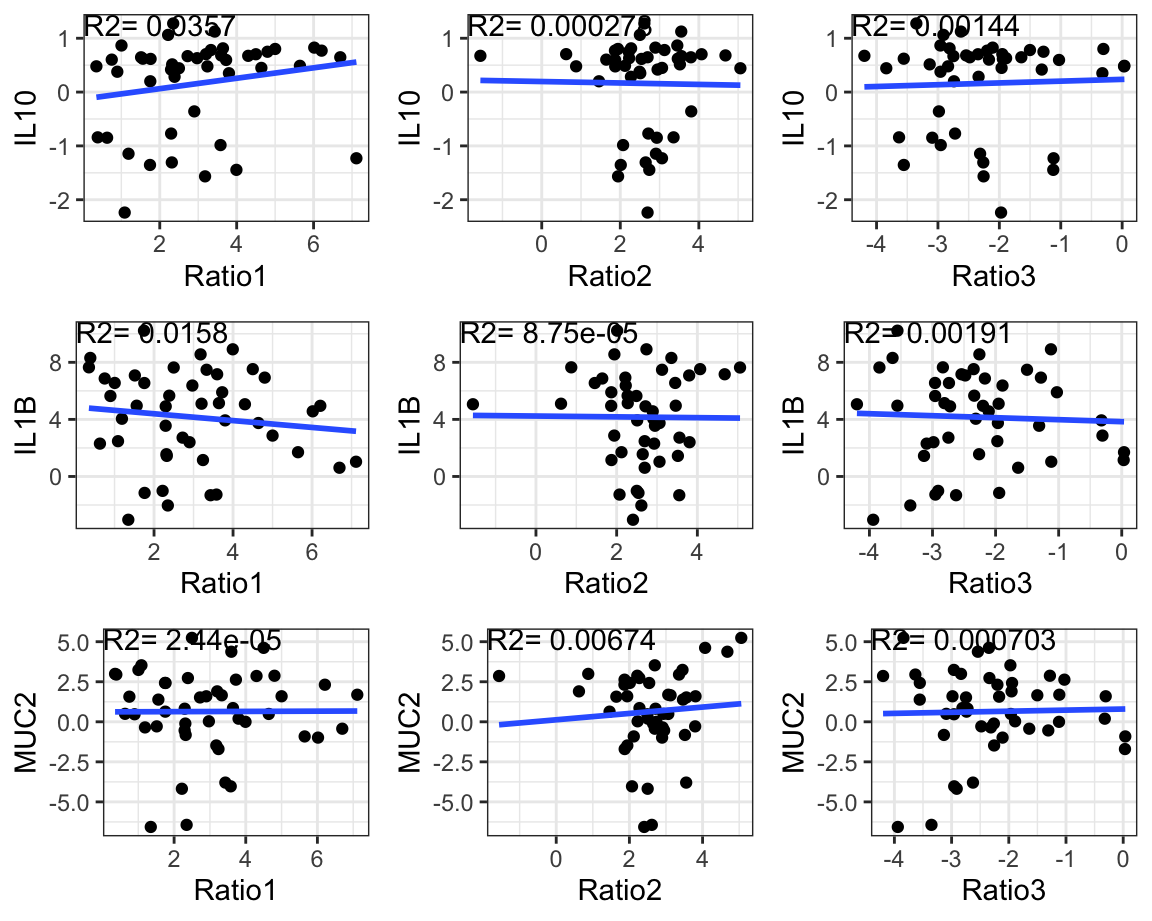 R2= 0.0357
1
0
-1
-2
IL10
2 4 6
Ratio1
R2= 0.000273
1
0
-1
-2
IL10
0 2 4
Ratio2
R2= 0.00144
1
0
-1
-2
IL10
-4 -3 -2 -1 0
Ratio3
R2= 0.0158
8
4
0
IL1B
2 4 6
Ratio1
R2= 8.75e-05
8
4
0
IL1B
0 2 4
Ratio2
R2= 0.00191
8
4
0
IL1B
-4 -3 -2 -1 0
Ratio3
R2= 2.44e-05
5.0
2.5
0.0
-2.5
-5.0
MUC2
2 4 6
Ratio1
R2= 0.00674
5.0
2.5
0.0
-2.5
-5.0
MUC2
0 2 4
Ratio2
R2= 0.000703
5.0
2.5
0.0
-2.5
-5.0
MUC2
-4 -3 -2 -1 0
Ratio3